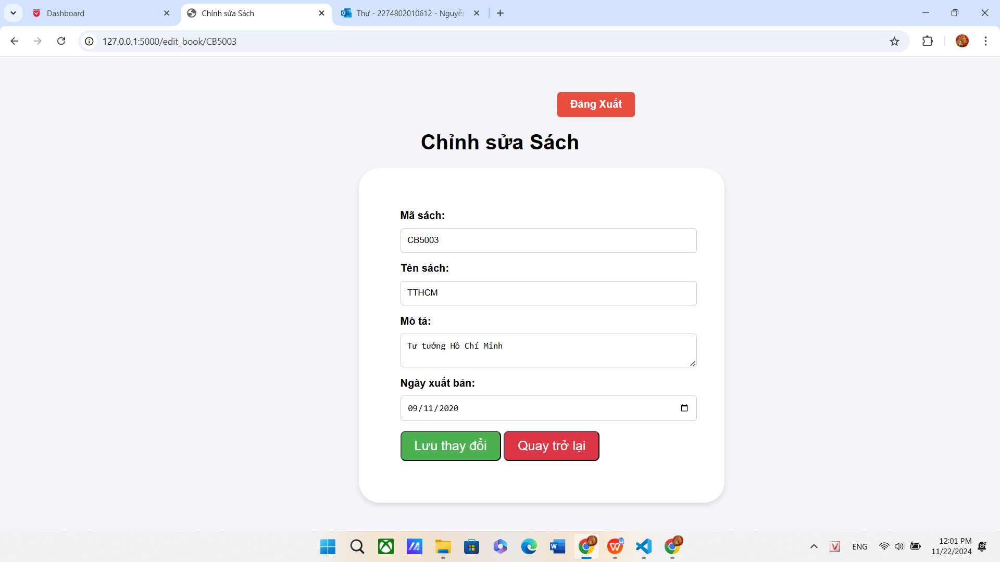 Dashboard
Chỉnh sửa Sách
Thư - 2274802010612 - Nguyễn
127.0.0.1:5000/edit_book/CB5003
Đăng Xuất
Chỉnh sửa Sách
Mã sách:
CB5003
Tên sách:
TTHCM
Mô tả:
Tư tưởng Hồ Chí Minh
Ngày xuất bản:
09/11/2020
Lưu thay đổi
Quay trở lại
ENG
12:01 PM
11/22/2024